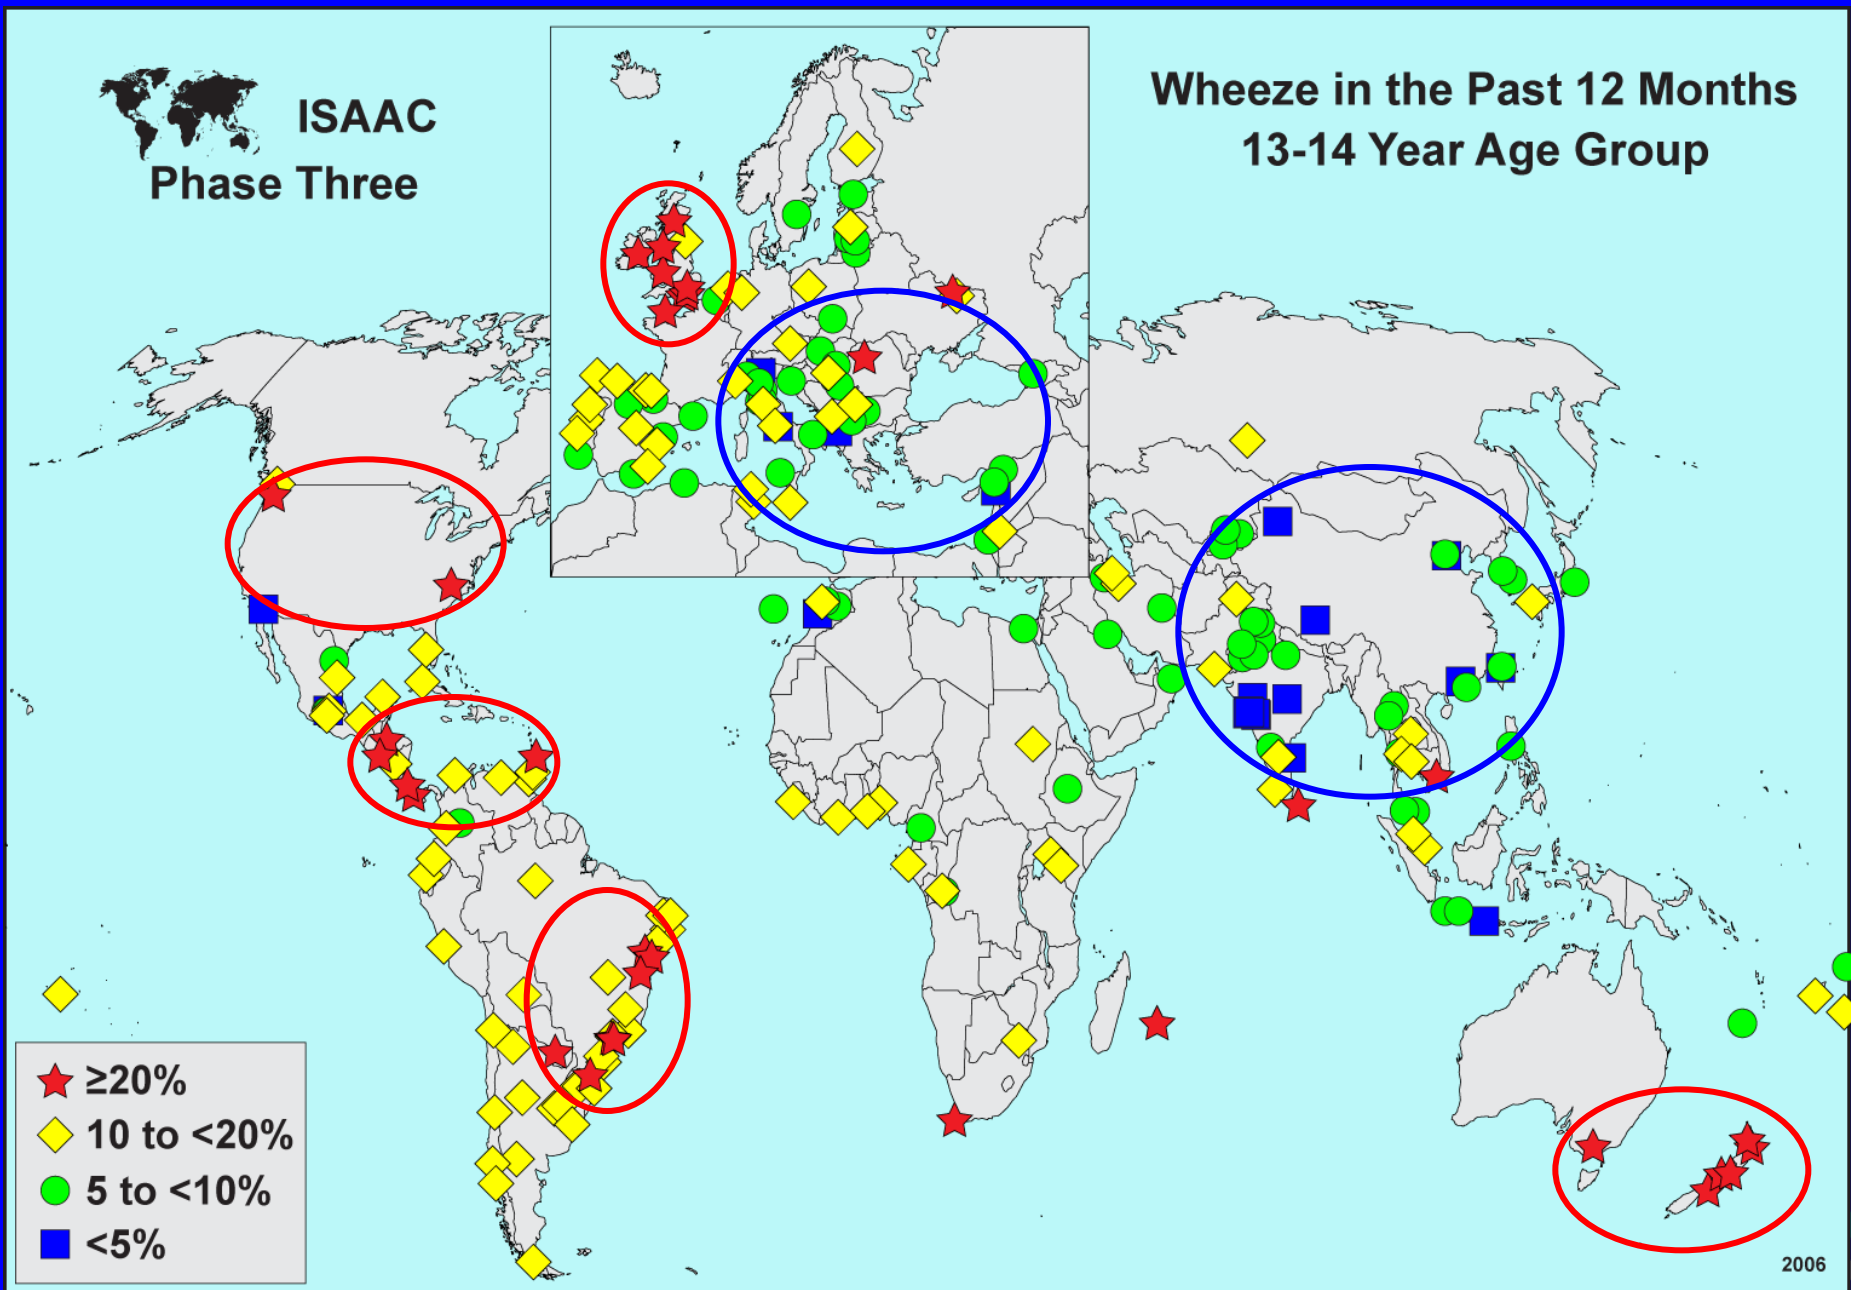 ISAAC
Phase Three
Wheeze in the Past 12 Months
13-14 Year Age Group
≥20%
10 to <20%
5 to <10%
<5%
2006